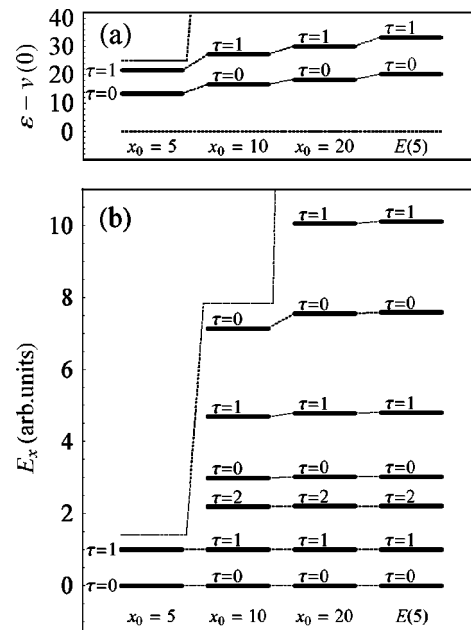 40
(a)
30
τ=1
τ=1
τ=1
20
τ=1
τ=0
τ=0
τ=0
10
τ=0
0
ε − ν(0)
x₀ = 5
x₀ = 10
x₀ = 20
E(5)
(b)
10
τ=1
τ=1
8
τ=0
τ=0
τ=0
6
τ=1
τ=1
τ=1
4
τ=0
τ=0
τ=0
τ=2
τ=2
τ=2
2
τ=1
τ=1
τ=1
τ=1
τ=0
τ=0
τ=0
τ=0
0
Eₓ (arb.units)
x₀ = 5
x₀ = 10
x₀ = 20
E(5)